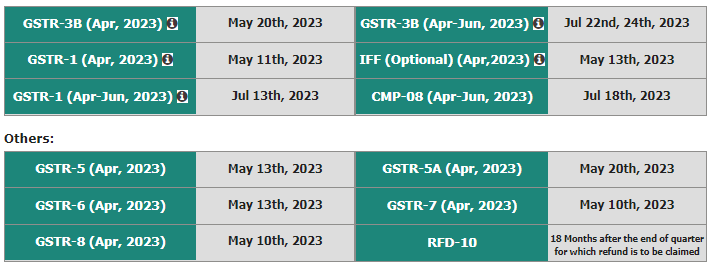 GSTR-3B (Apr, 2023) May 20th, 2023 GSTR-3B (Apr-Jun, 2023) Jul 22nd, 24th, 2023
GSTR-1 (Apr, 2023) May 11th, 2023 IFF (Optional) (Apr,2023) May 13th, 2023
GSTR-1 (Apr-Jun, 2023) Jul 13th, 2023 CMP-08 (Apr-Jun, 2023) Jul 18th, 2023
Others:
GSTR-5 (Apr, 2023) May 13th, 2023 GSTR-5A (Apr, 2023) May 20th, 2023
GSTR-6 (Apr, 2023) May 13th, 2023 GSTR-7 (Apr, 2023) May 10th, 2023
GSTR-8 (Apr, 2023) May 10th, 2023 RFD-10 18 Months after the end of quarter
for which refund is to be claimed